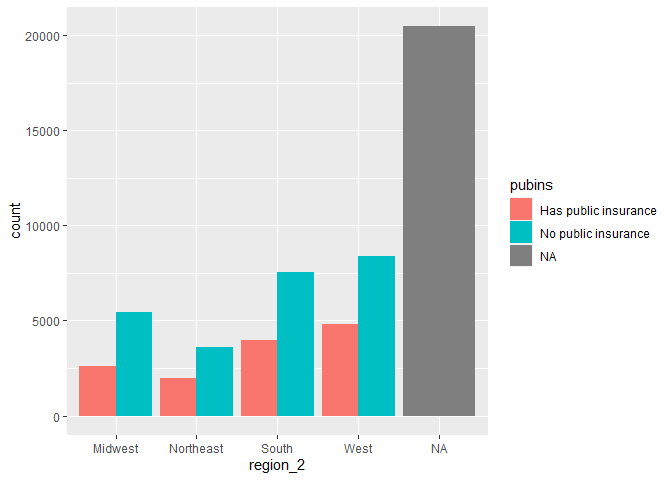 20000
15000
10000
5000
0
count
Midwest Northeast South West NA
region_2
pubins
Has public insurance
No public insurance
NA